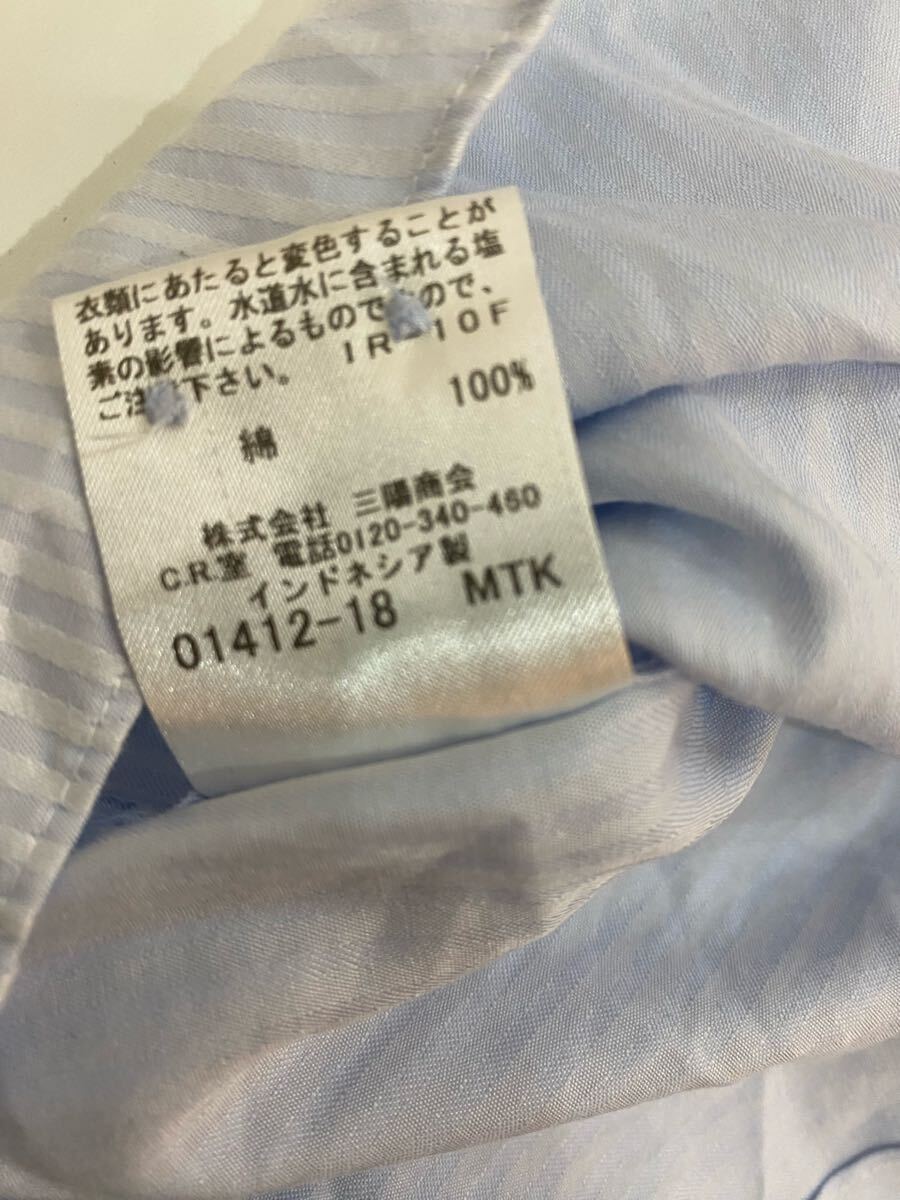 衣類にあたると変色することが
あります。水道水に含まれる塩
素の影響によるものですので、
ご注意下さい。 IR-10F
綿 100%
株式会社 三陽商会
C.R.室 電話0120-340-460
インドネシア製
01412-18 MTK